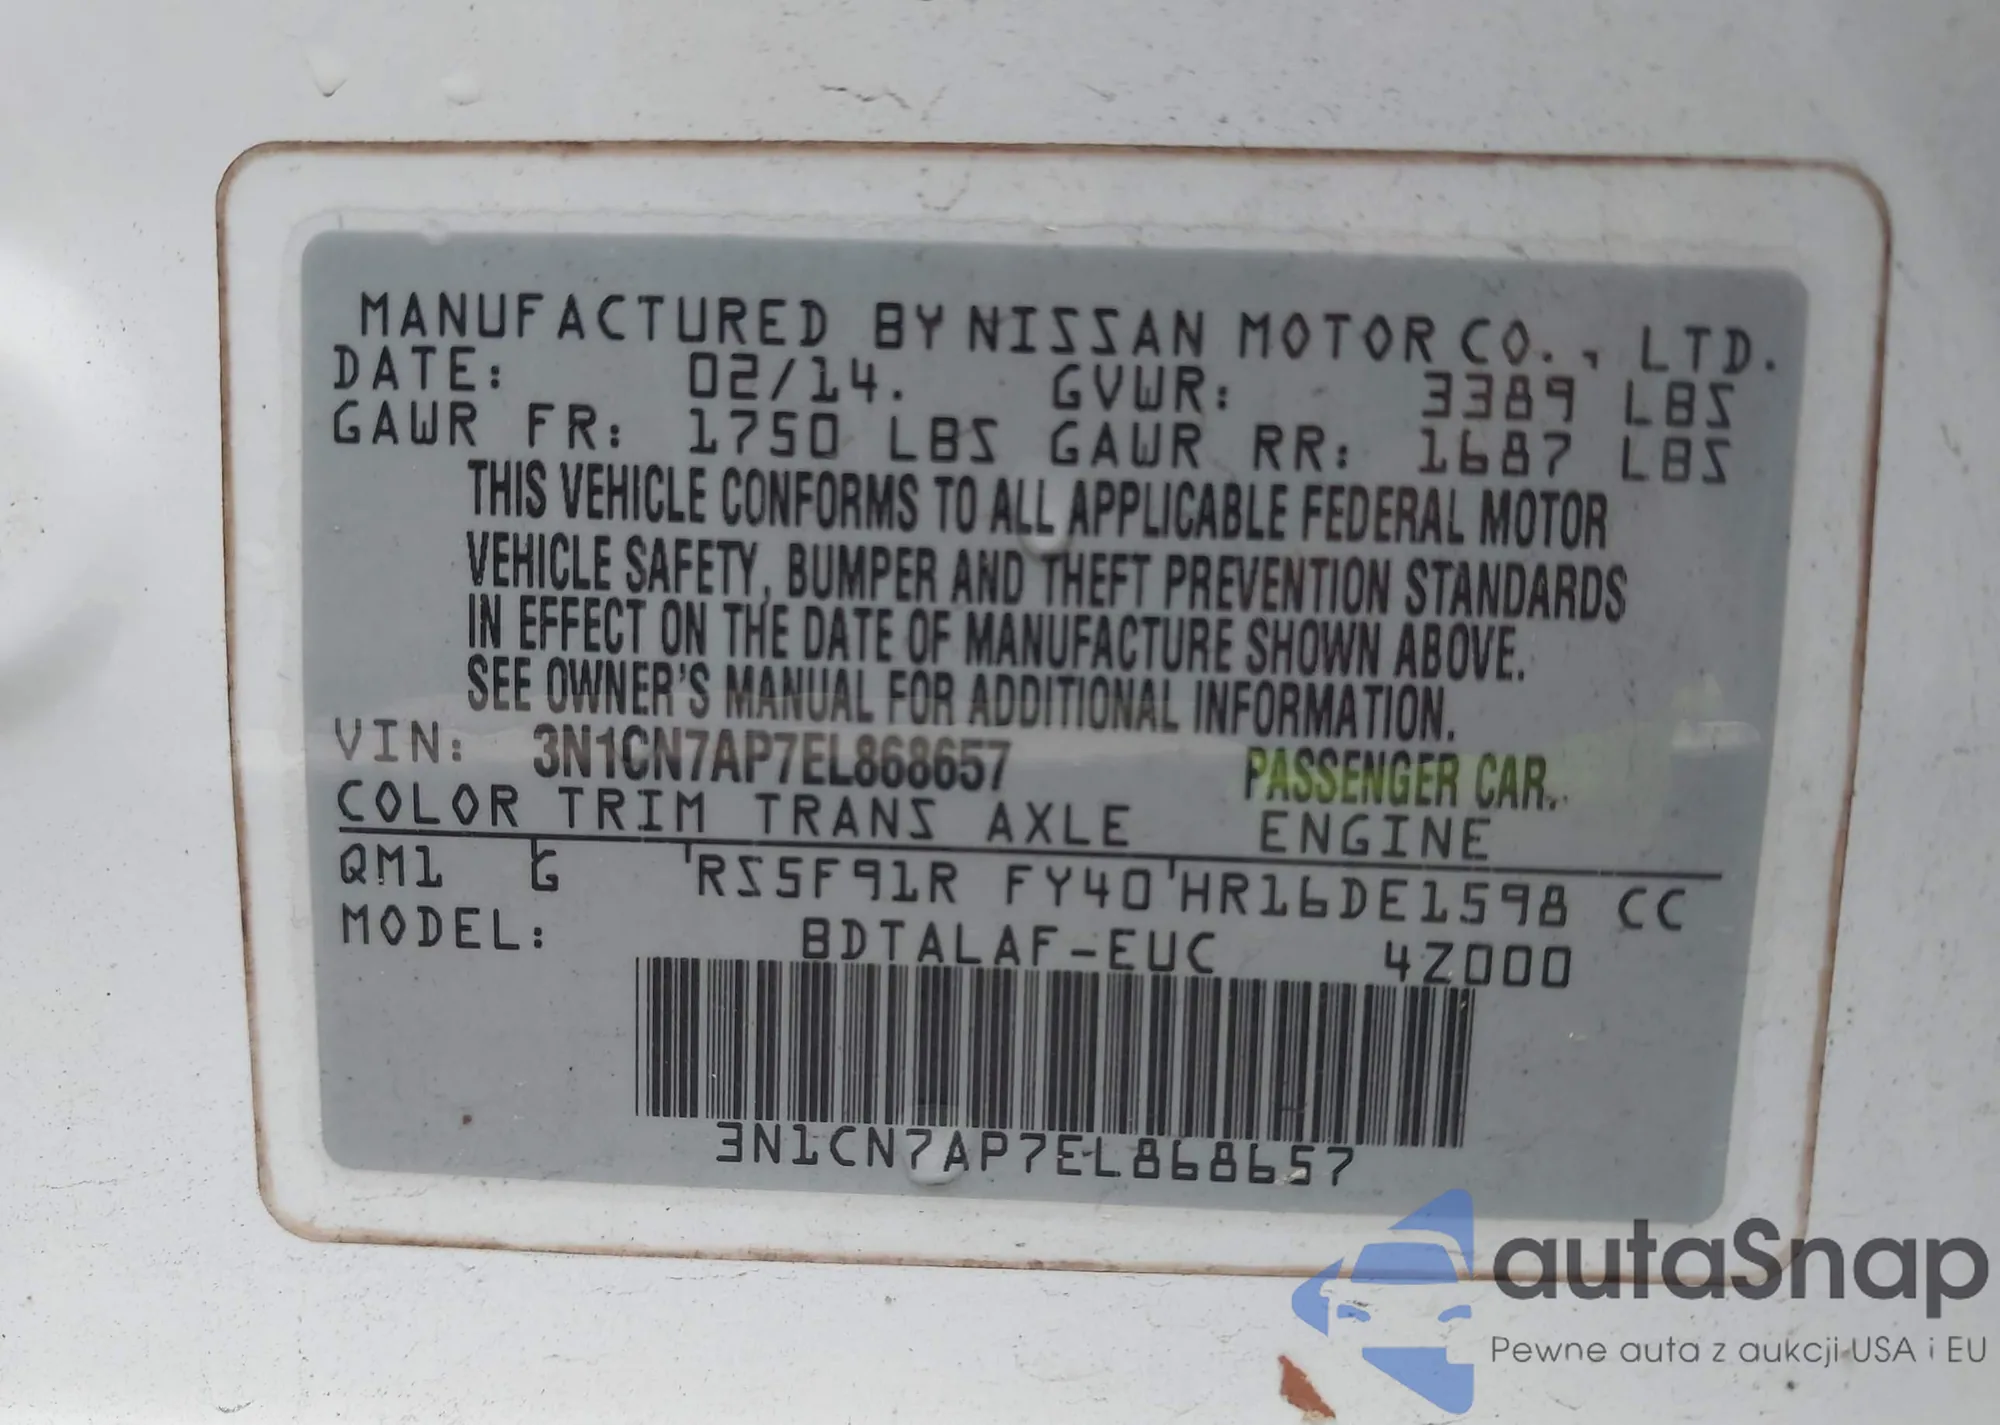 MANUFACTURED BY NISSAN MOTOR CO., LTD.
DATE: 02/14. GVWR: 3389 LBS
GAWR FR: 1750 LBS GAWR RR: 1687 LBS
THIS VEHICLE CONFORMS TO ALL APPLICABLE FEDERAL MOTOR
VEHICLE SAFETY, BUMPER AND THEFT PREVENTION STANDARDS
IN EFFECT ON THE DATE OF MANUFACTURE SHOWN ABOVE.
SEE OWNER'S MANUAL FOR ADDITIONAL INFORMATION.
VIN: 3N1CN7AP7EL868657 PASSENGER CAR.
COLOR TRIM TRANS AXLE ENGINE
QM1 G RS5F91R FY40 HR16DE1598 CC
MODEL: BDTALAF-EUC 4Z000
3N1CN7AP7EL868657
autaSnap
Pewne auta z aukcji USA i EU